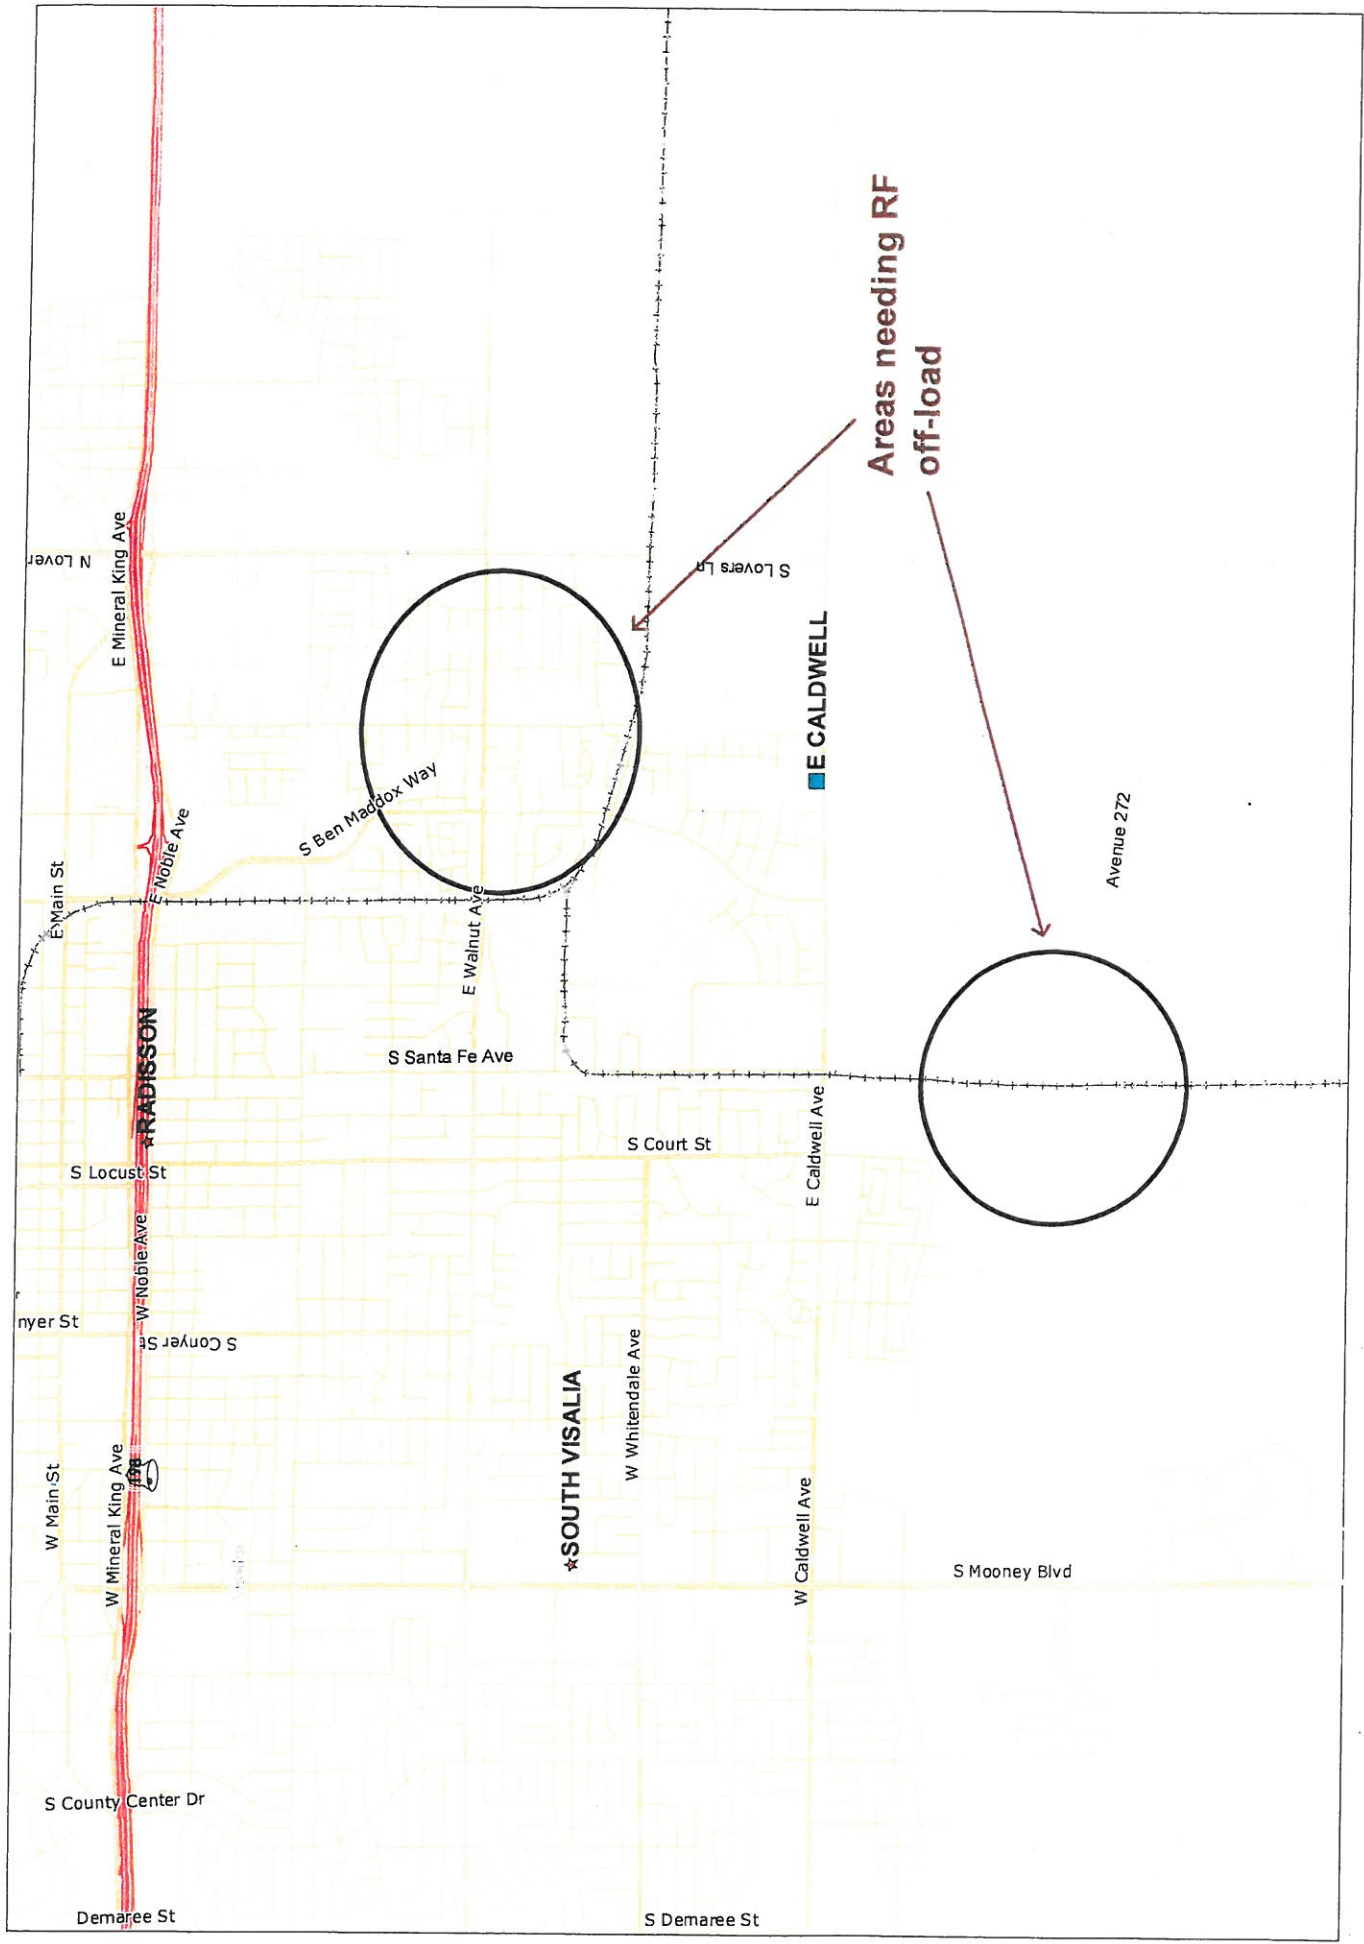 N Lover
E Mineral King Ave
S Lovers Ln
Areas needing RF
off-load
E CALDWELL
S Ben Maddox Way
E Noble Ave
E Main St
E Walnut Ave
Avenue 272
RADISSON
S Santa Fe Ave
S Court St
E Caldwell Ave
S Locust St
W Noble Ave
nyer St
S Conyer St
W Whitendale Ave
SOUTH VISALIA
W Main St
W Mineral King Ave
198
W Caldwell Ave
S Mooney Blvd
S County Center Dr
Demaree St
S Demaree St